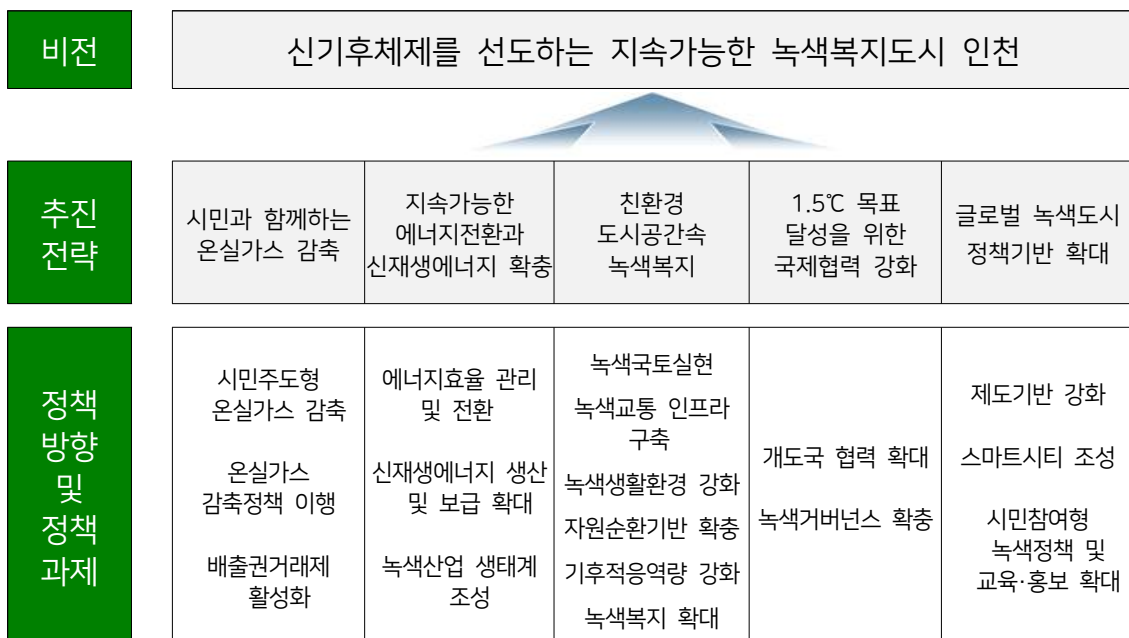 비전
신기후체제를 선도하는 지속가능한 녹색복지도시 인천
추진
전략
시민과 함께하는
온실가스 감축
지속가능한
에너지전환과
신재생에너지 확충
친환경
도시공간속
녹색복지
1.5℃ 목표
달성을 위한
국제협력 강화
글로벌 녹색도시
정책기반 확대
정책
방향
및
정책
과제
시민주도형
온실가스 감축
온실가스
감축정책 이행
배출권거래제
활성화
에너지효율 관리
및 전환
신재생에너지 생산
및 보급 확대
녹색산업 생태계
조성
녹색국토실현
녹색교통 인프라
구축
녹색생활환경 강화
자원순환기반 확충
기후적응역량 강화
녹색복지 확대
개도국 협력 확대
녹색거버넌스 확충
제도기반 강화
스마트시티 조성
시민참여형
녹색정책 및
교육·홍보 확대